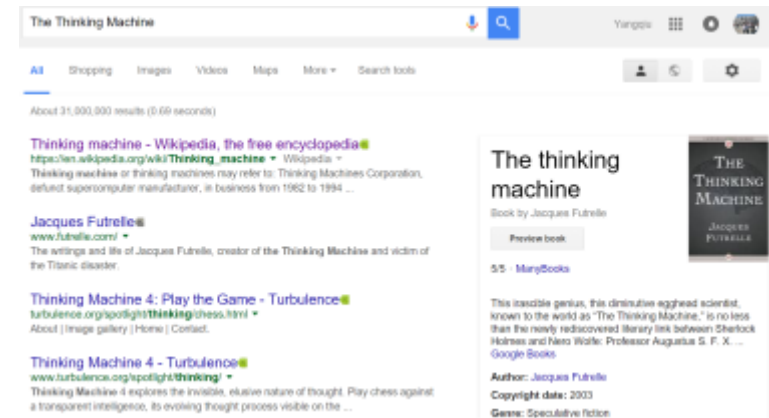 The Thinking Machine
Yangqiu
All Shopping Images Videos Maps More Search tools
About 31,000,000 results (0.69 seconds)
Thinking machine - Wikipedia, the free encyclopedia
https://en.wikipedia.org/wiki/Thinking_machine Wikipedia
Thinking machine or thinking machines may refer to: Thinking Machines Corporation,
defunct supercomputer manufacturer, in business from 1982 to 1994 ...
Jacques Futrelle
www.futrelle.com/
The writings and life of Jacques Futrelle, creator of the Thinking Machine and victim of
the Titanic disaster.
Thinking Machine 4: Play the Game - Turbulence
turbulence.org/spotlight/thinking/chess.html
About | Image gallery | Home | Contact.
Thinking Machine 4 - Turbulence
www.turbulence.org/spotlight/thinking/
Thinking Machine 4 explores the invisible, elusive nature of thought. Play chess against
a transparent intelligence, its evolving thought process visible on the ...
The thinking
machine
Book by Jacques Futrelle
Preview book
5/5 · ManyBooks
THE
THINKING
MACHINE
JACQUES
FUTRELLE
This irascible genius, this diminutive egghead scientist,
known to the world as "The Thinking Machine," is no less
than the newly rediscovered literary link between Sherlock
Holmes and Nero Wolfe: Professor Augustus S. F. X. ...
Google Books
Author: Jacques Futrelle
Copyright date: 2003
Genre: Speculative fiction